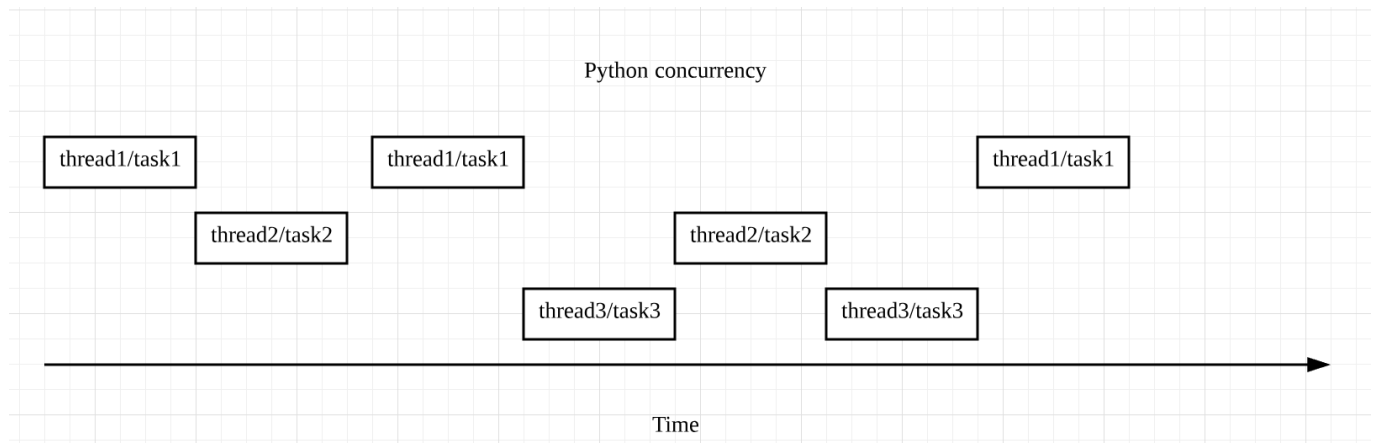 Python concurrency
thread1/task1
thread1/task1
thread1/task1
thread2/task2
thread2/task2
thread3/task3
thread3/task3
Time